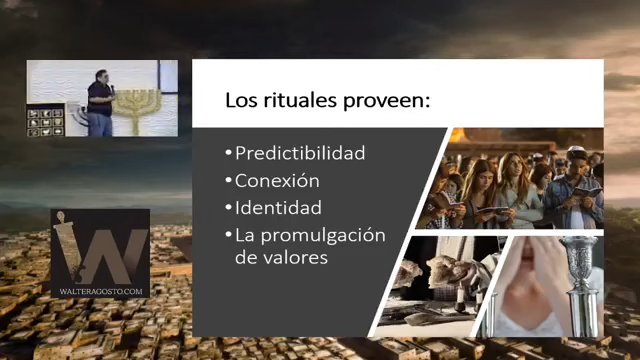 Los rituales proveen:
• Predictibilidad
• Conexión
• Identidad
• La promulgación
de valores
W
WALTERAGOSTO.COM